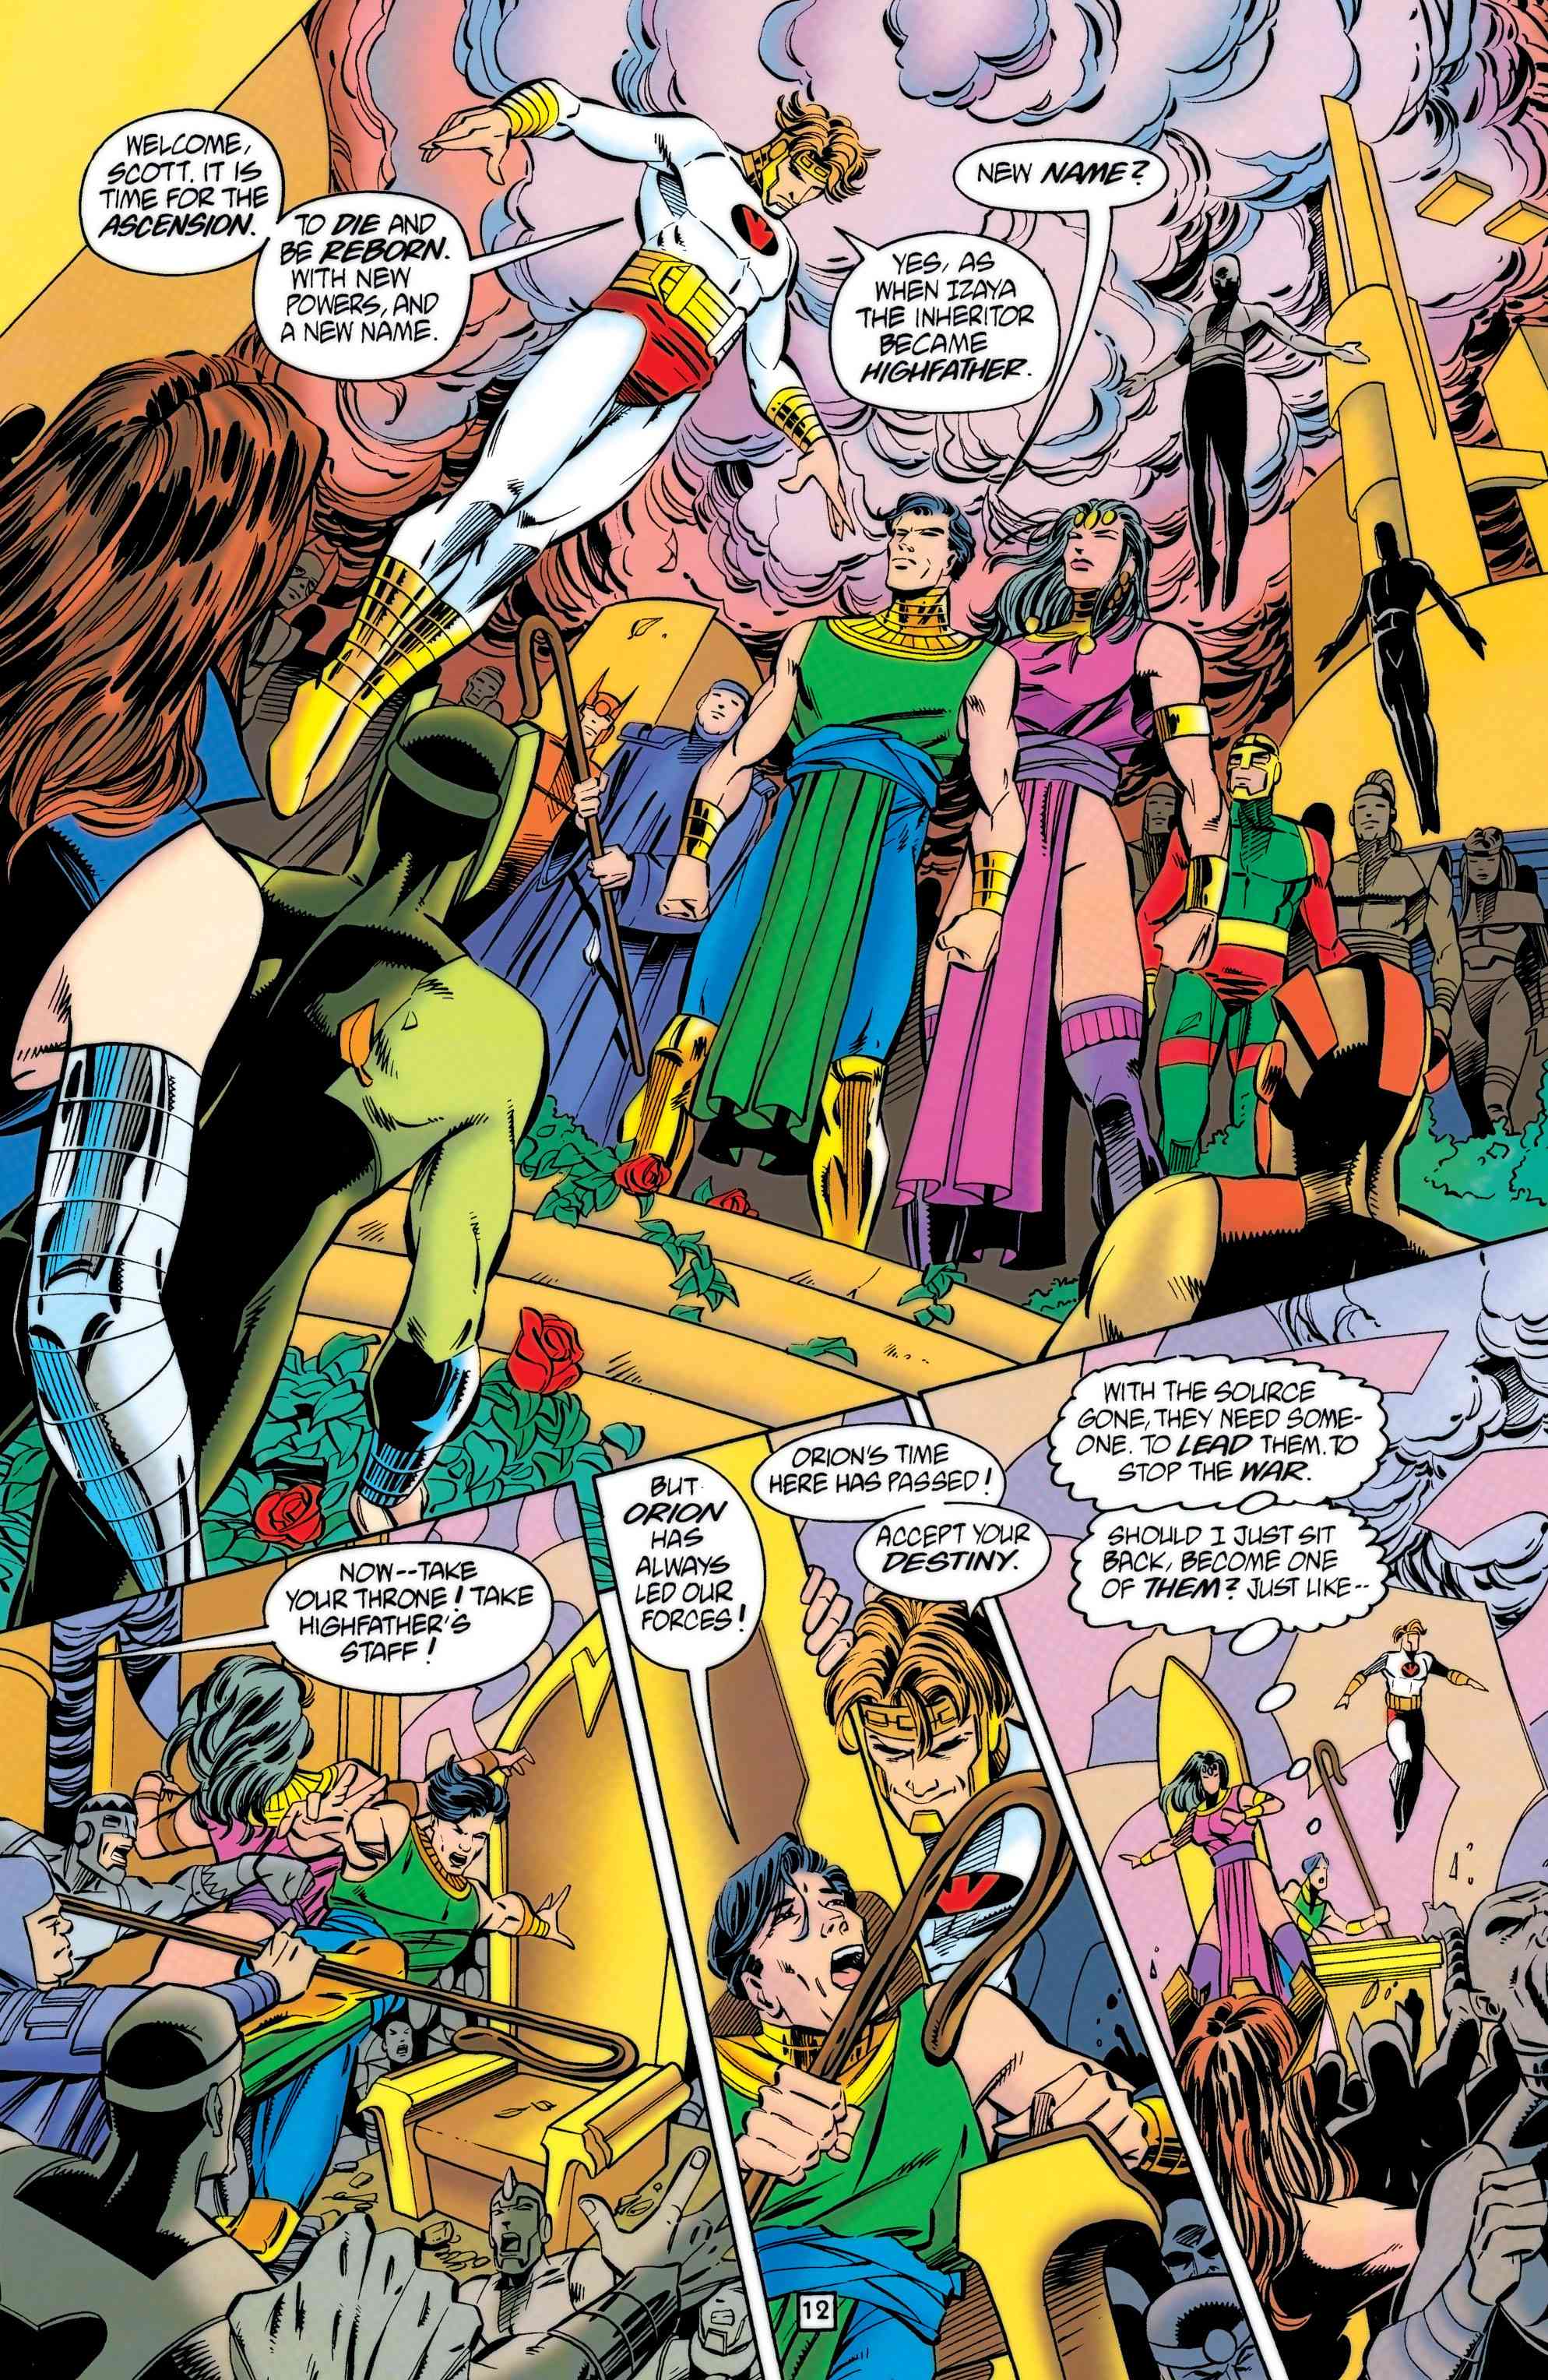 WELCOME,
SCOTT. IT IS
TIME FOR THE
ASCENSION.
TO DIE AND
BE REBORN.
WITH NEW
POWERS, AND
A NEW NAME.
NEW NAME?
YES, AS
WHEN IZAYA
THE INHERITOR
BECAME
HIGHFATHER.
NOW--TAKE
YOUR THRONE! TAKE
HIGHFATHER'S
STAFF!
BUT
ORION
HAS
ALWAYS
LED OUR
FORCES!
ORION'S TIME
HERE HAS PASSED!
ACCEPT YOUR
DESTINY.
WITH THE SOURCE
GONE, THEY NEED SOME-
ONE. TO LEAD THEM. TO
STOP THE WAR.
SHOULD I JUST SIT
BACK, BECOME ONE
OF THEM? JUST LIKE--
12